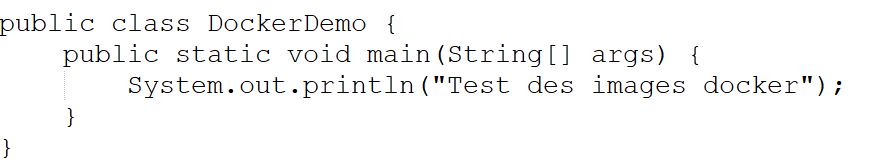 public class DockerDemo {
    public static void main(String[] args) {
        System.out.println("Test des images docker");
    }
}